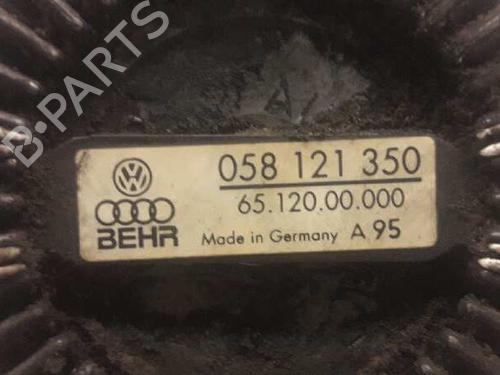 B-PARTS
058 121 350
65.120.00.000
BEHR
Made in Germany A 95